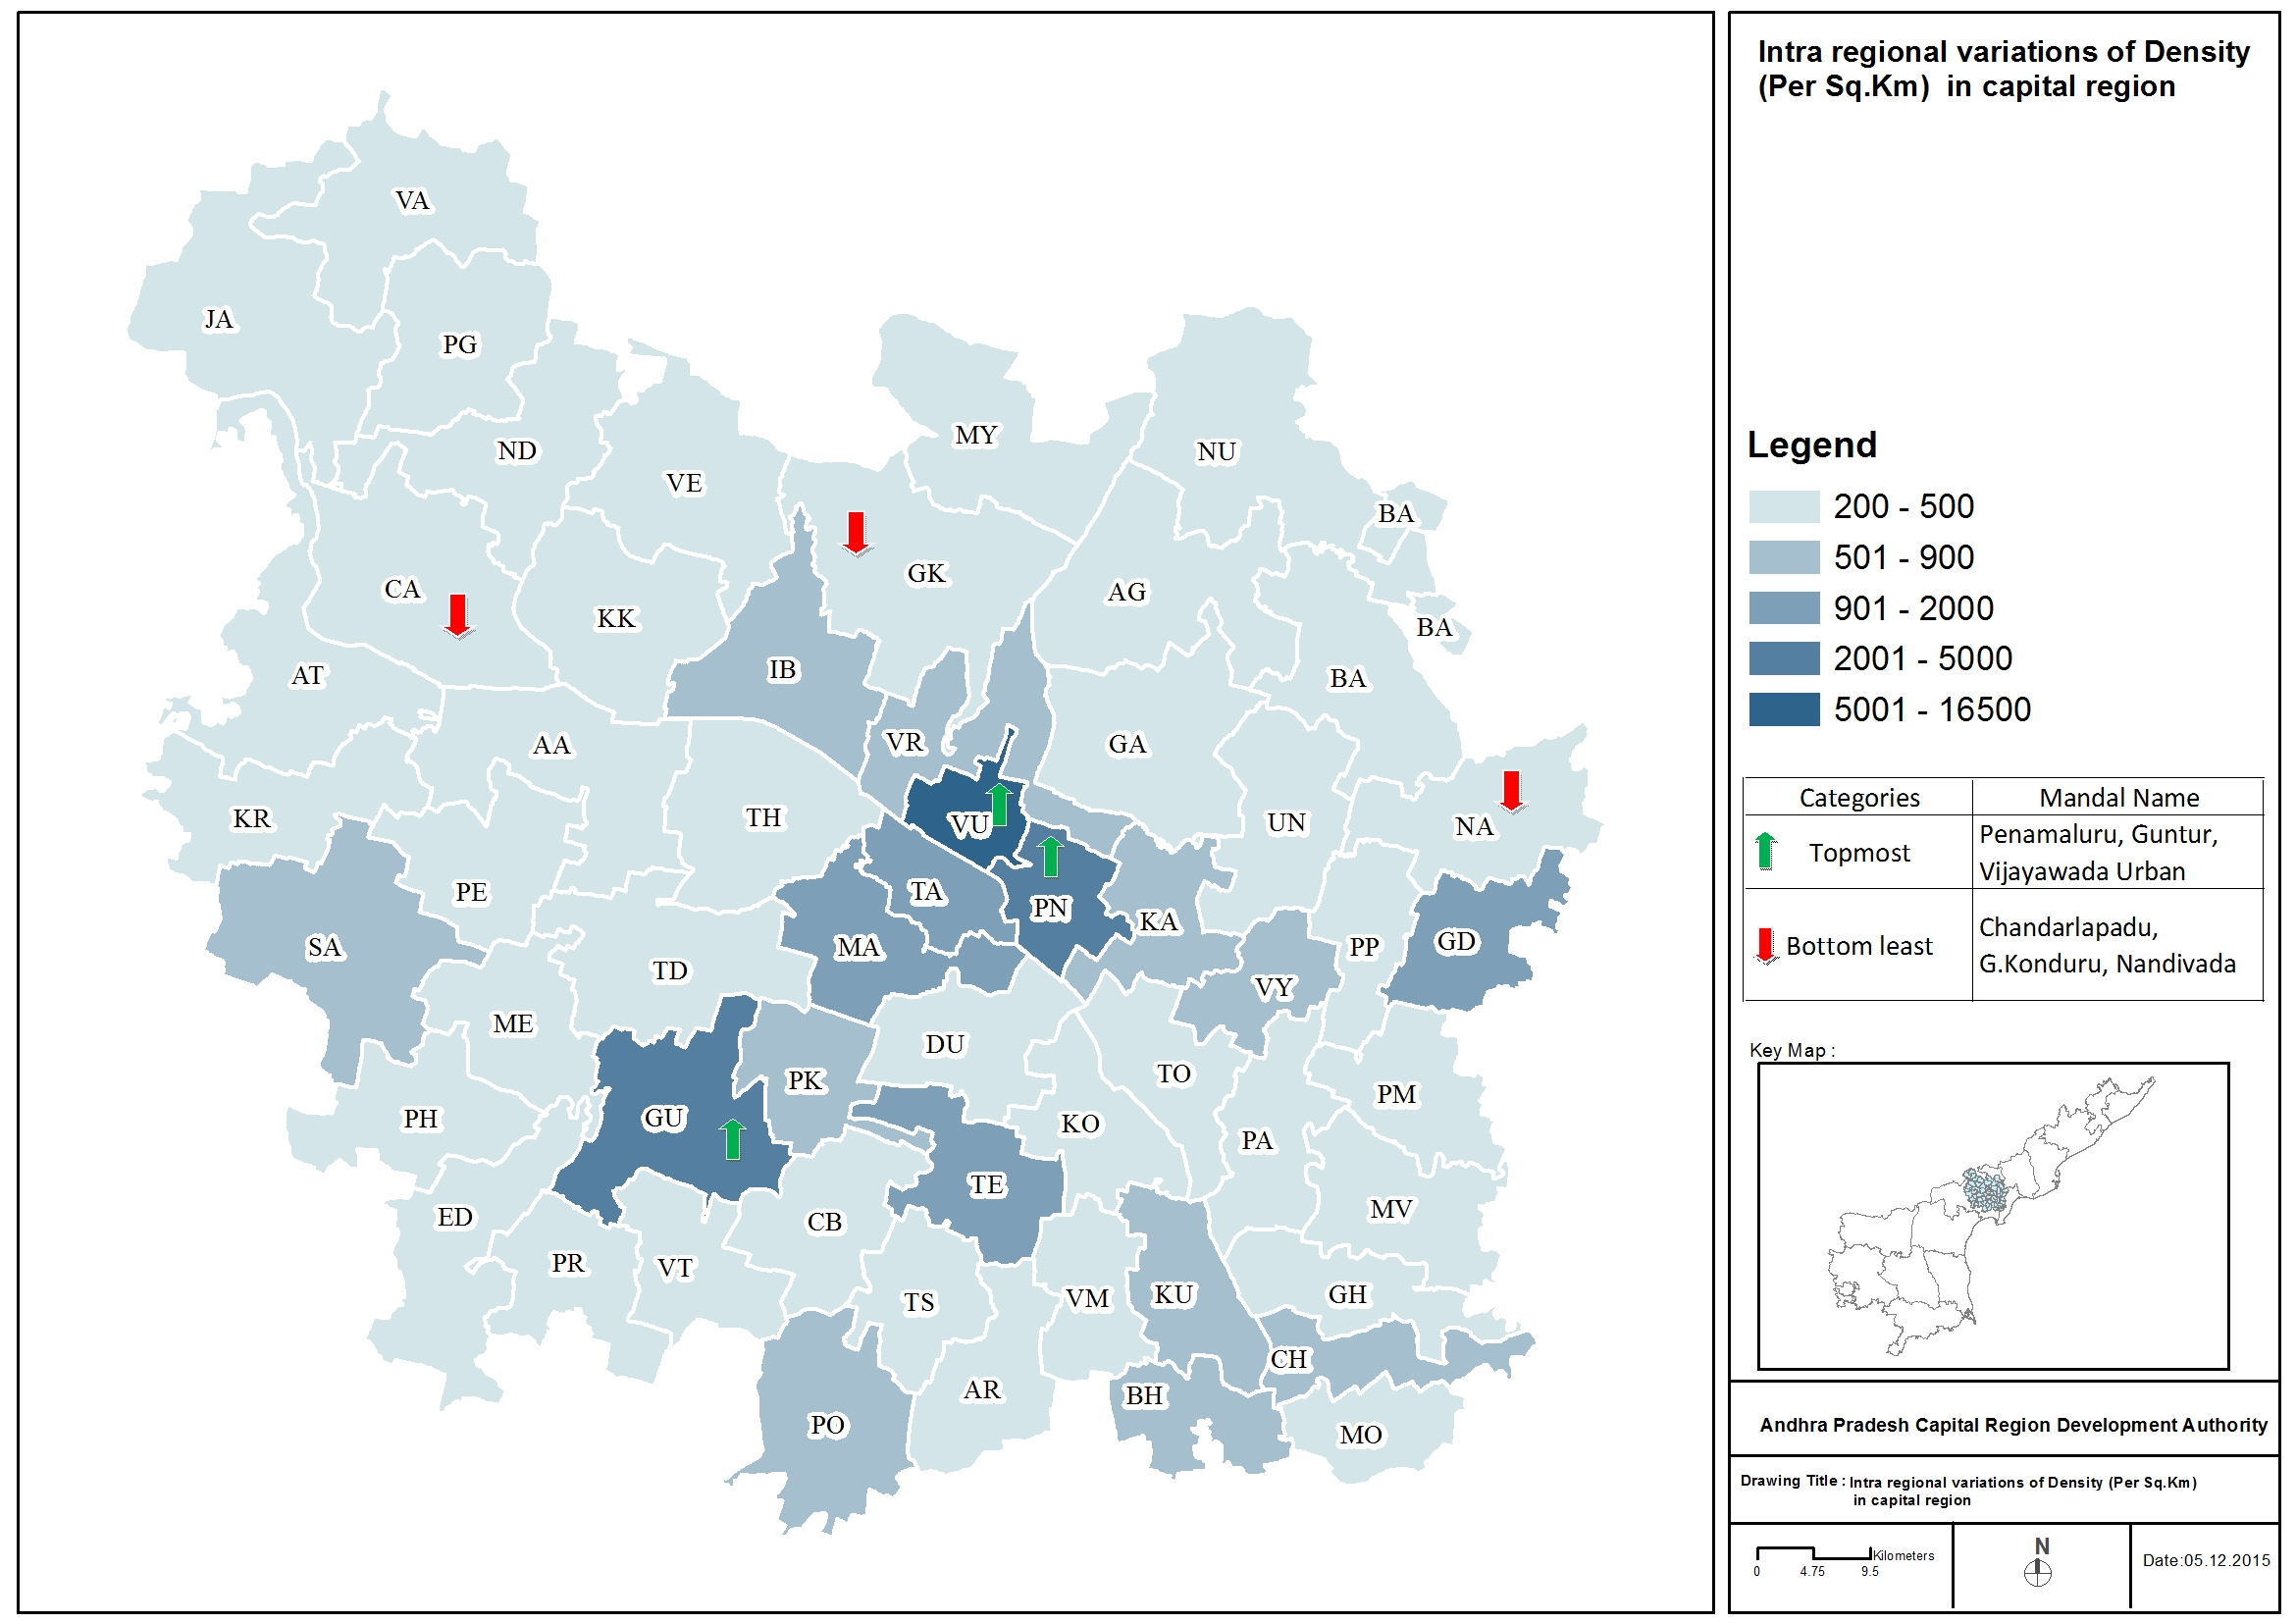 VA
JA
PG
ND
VE
MY
NU
BA
CA
KK
GK
AG
BA
AT
IB
BA
AA
VR
GA
KR
TH
VU
UN
NA
PE
TA
PN
KA
SA
TD
MA
VY
PP
GD
ME
DU
PH
GU
PK
KO
TO
PA
PM
ED
PR
VT
CB
TE
MV
TS
VM
KU
GH
PO
AR
BH
CH
MO
Intra regional variations of Density
(Per Sq.Km) in capital region
Legend
200 - 500
501 - 900
901 - 2000
2001 - 5000
5001 - 16500
Categories Mandal Name
Topmost Penamaluru, Guntur,
Vijayawada Urban
Bottom least Chandarlapadu,
G.Konduru, Nandivada
Key Map :
Andhra Pradesh Capital Region Development Authority
Drawing Title : Intra regional variations of Density (Per Sq.Km)
in capital region
Kilometers
0 4.75 9.5
N
Date:05.12.2015